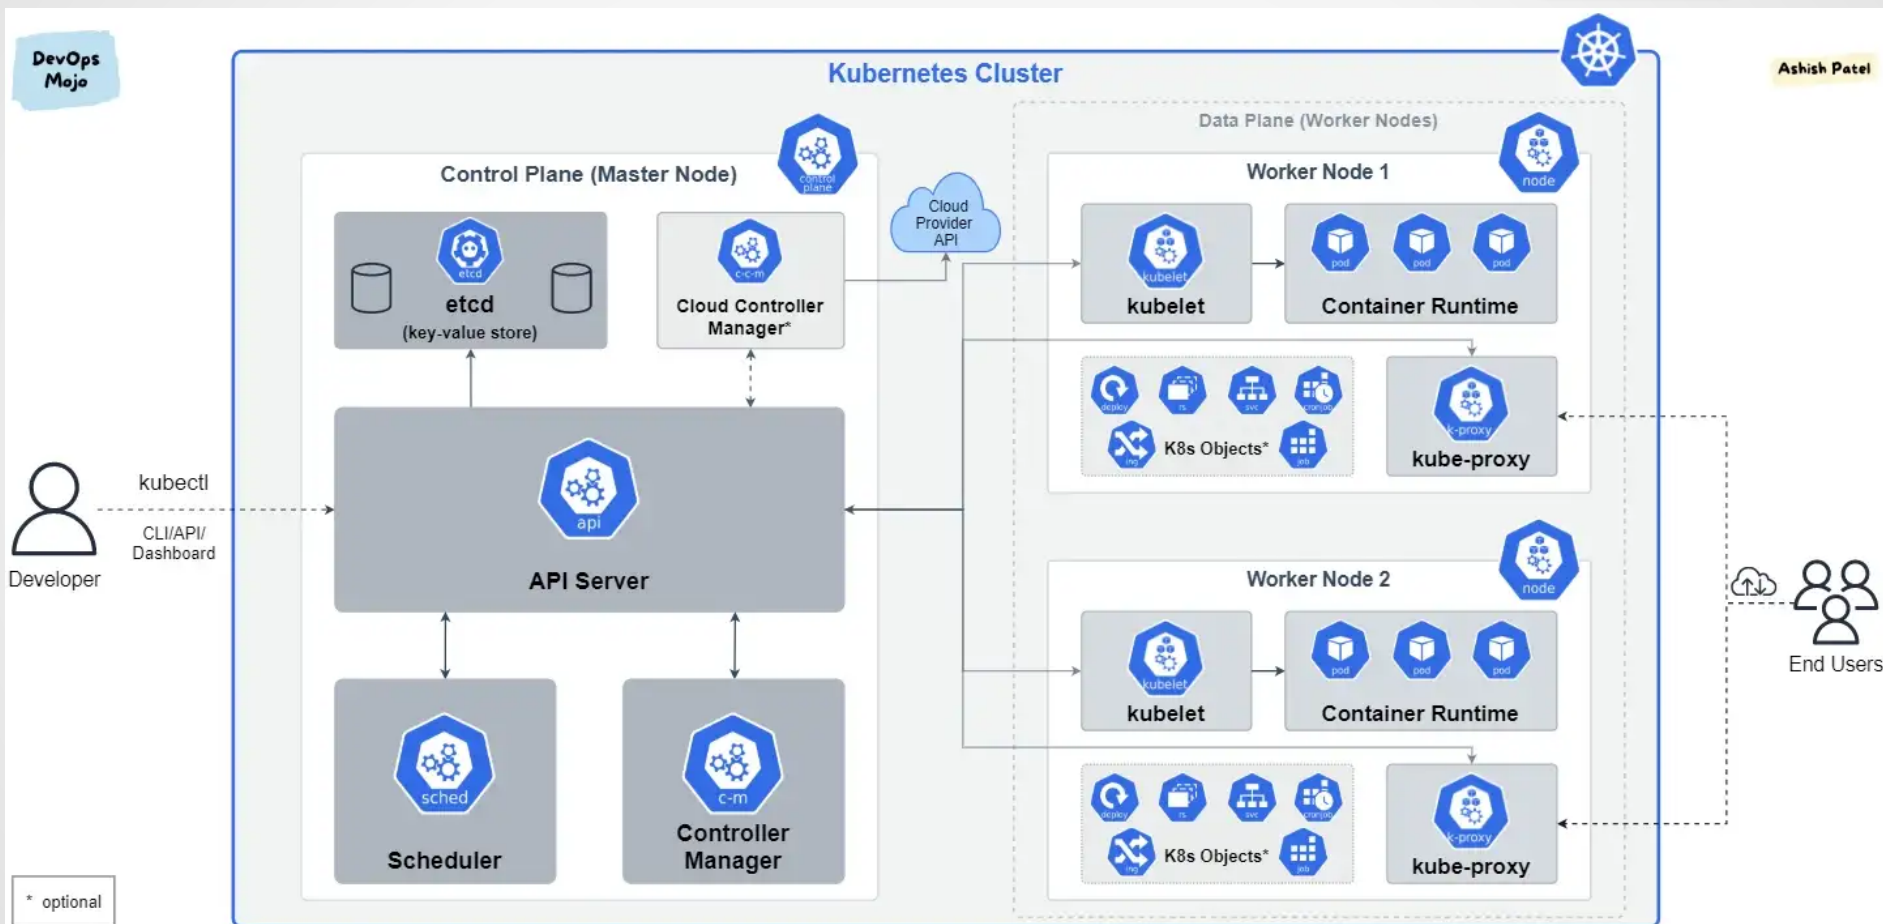 DevOps
Mojo
Kubernetes Cluster
Ashish Patel
Control Plane (Master Node)
control
plane
etcd
etcd
(key-value store)
c-c-m
Cloud Controller
Manager*
Cloud
Provider
API
api
API Server
sched
Scheduler
c-m
Controller
Manager
kubectl
CLI/API/
Dashboard
Developer
* optional
Data Plane (Worker Nodes)
Worker Node 1
node
kubelet
kubelet
pod
pod
pod
Container Runtime
deploy
rs
svc
cronjob
ing
K8s Objects*
job
k-proxy
kube-proxy
Worker Node 2
node
kubelet
kubelet
pod
pod
pod
Container Runtime
deploy
rs
svc
cronjob
ing
K8s Objects*
job
k-proxy
kube-proxy
End Users